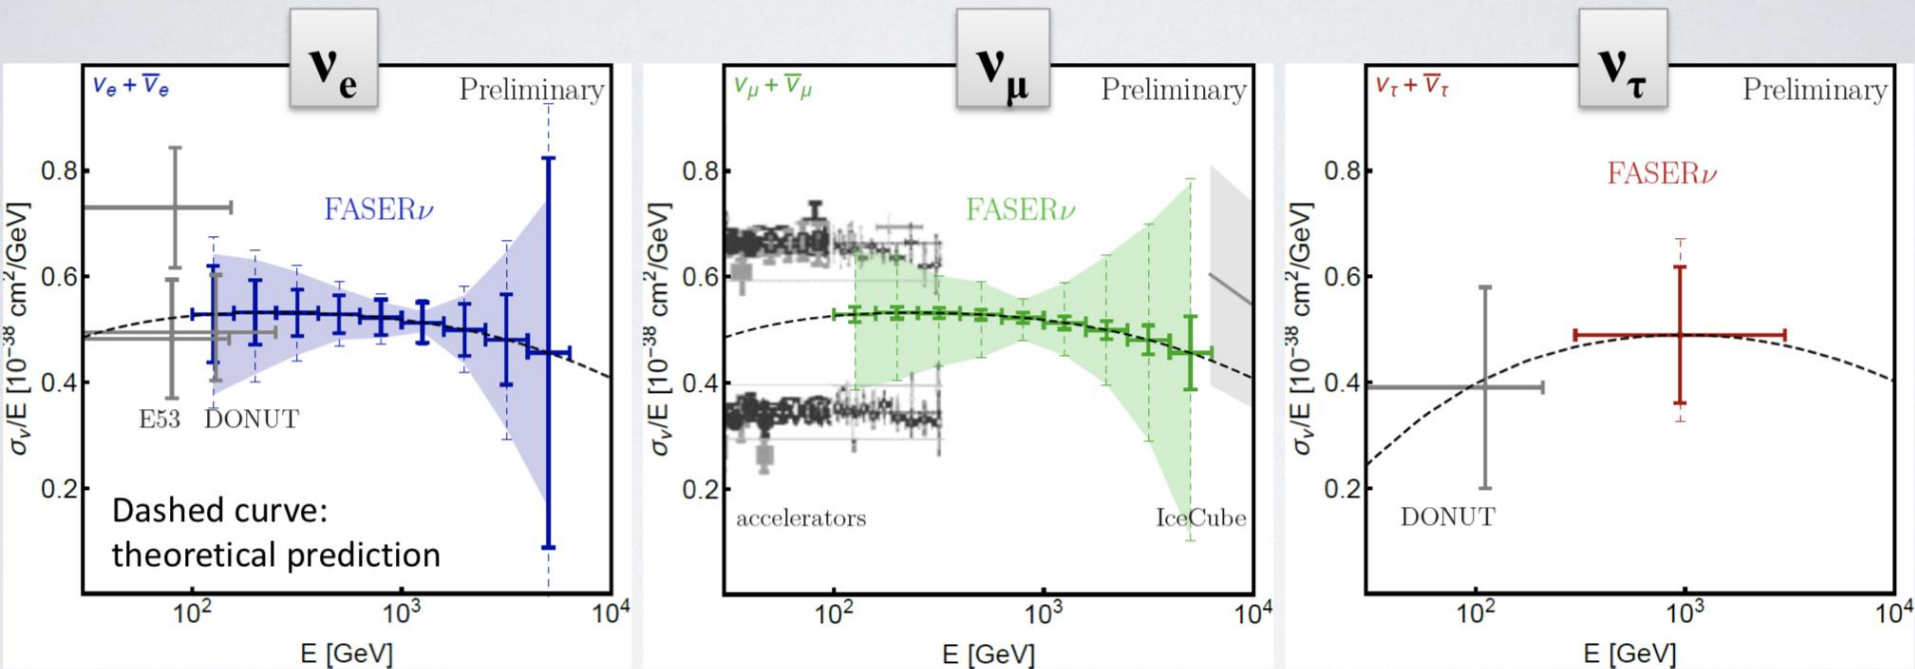 νe
νμ
ντ
νe + ν̅e
Preliminary
νμ + ν̅μ
Preliminary
ντ + ν̅τ
Preliminary
σν/E [10⁻³⁸ cm²/GeV]
0.8
0.6
0.4
0.2
FASERν
E53
DONUT
Dashed curve:
theoretical prediction
10²
10³
10⁴
E [GeV]
σν/E [10⁻³⁸ cm²/GeV]
0.8
0.6
0.4
0.2
FASERν
accelerators
IceCube
10²
10³
10⁴
E [GeV]
σν/E [10⁻³⁸ cm²/GeV]
0.8
0.6
0.4
0.2
FASERν
DONUT
10²
10³
10⁴
E [GeV]